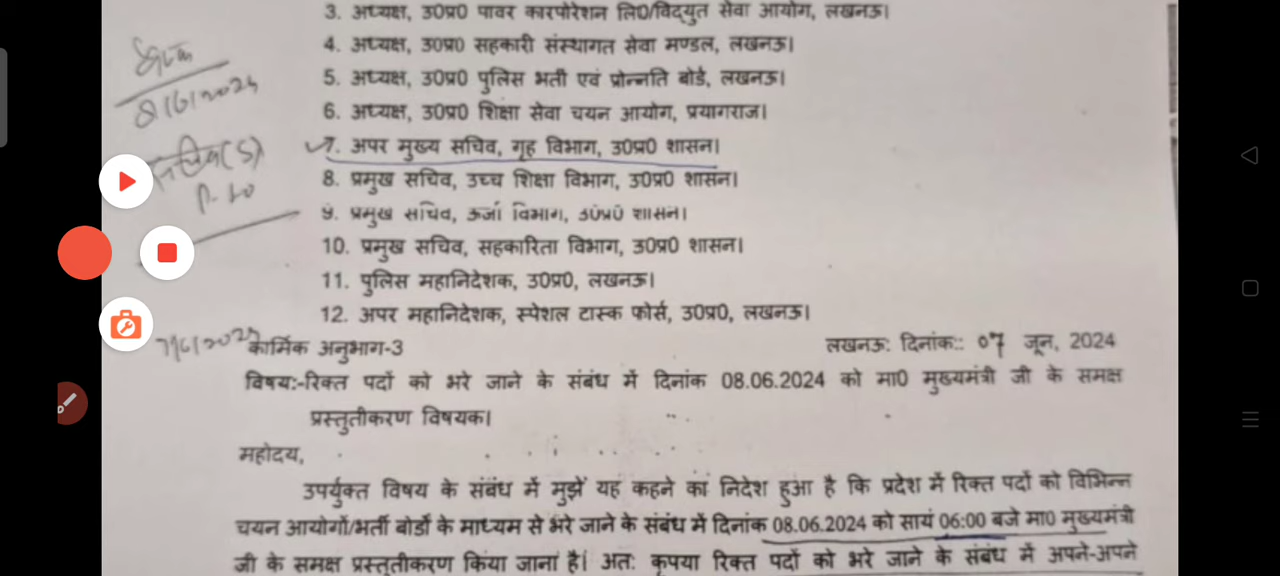 3. अध्यक्ष, उ0प्र0 पावर कारपोरेशन लि0/विद्युत सेवा आयोग, लखनऊ।
4. अध्यक्ष, उ0प्र0 सहकारी संस्थागत सेवा मण्डल, लखनऊ।
5. अध्यक्ष, उ0प्र0 पुलिस भर्ती एवं प्रोन्नति बोर्ड, लखनऊ।
6. अध्यक्ष, उ0प्र0 शिक्षा सेवा चयन आयोग, प्रयागराज।
7. अपर मुख्य सचिव, गृह विभाग, उ0प्र0 शासन।
8. प्रमुख सचिव, उच्च शिक्षा विभाग, उ0प्र0 शासन।
9. प्रमुख सचिव, ऊर्जा विभाग, उ0प्र0 शासन।
10. प्रमुख सचिव, सहकारिता विभाग, उ0प्र0 शासन।
11. पुलिस महानिदेशक, उ0प्र0, लखनऊ।
12. अपर महानिदेशक, स्पेशल टास्क फोर्स, उ0प्र0, लखनऊ।
कार्मिक अनुभाग-3 लखनऊः दिनांकः: 07 जून, 2024
विषयः-रिक्त पदों को भरे जाने के संबंध में दिनांक 08.06.2024 को मा0 मुख्यमंत्री जी के समक्ष
प्रस्तुतीकरण विषयक।
महोदय,
उपर्युक्त विषय के संबंध में मुझें यह कहने का निदेश हुआ है कि प्रदेश में रिक्त पदों को विभिन्न
चयन आयोगों/भर्ती बोर्डों के माध्यम से भरे जाने के संबंध में दिनांक 08.06.2024 को सायं 06:00 बजे मा0 मुख्यमंत्री
जी के समक्ष प्रस्तुतीकरण किया जाना है। अतः कृपया रिक्त पदों को भरे जाने के संबंध में अपने-अपने